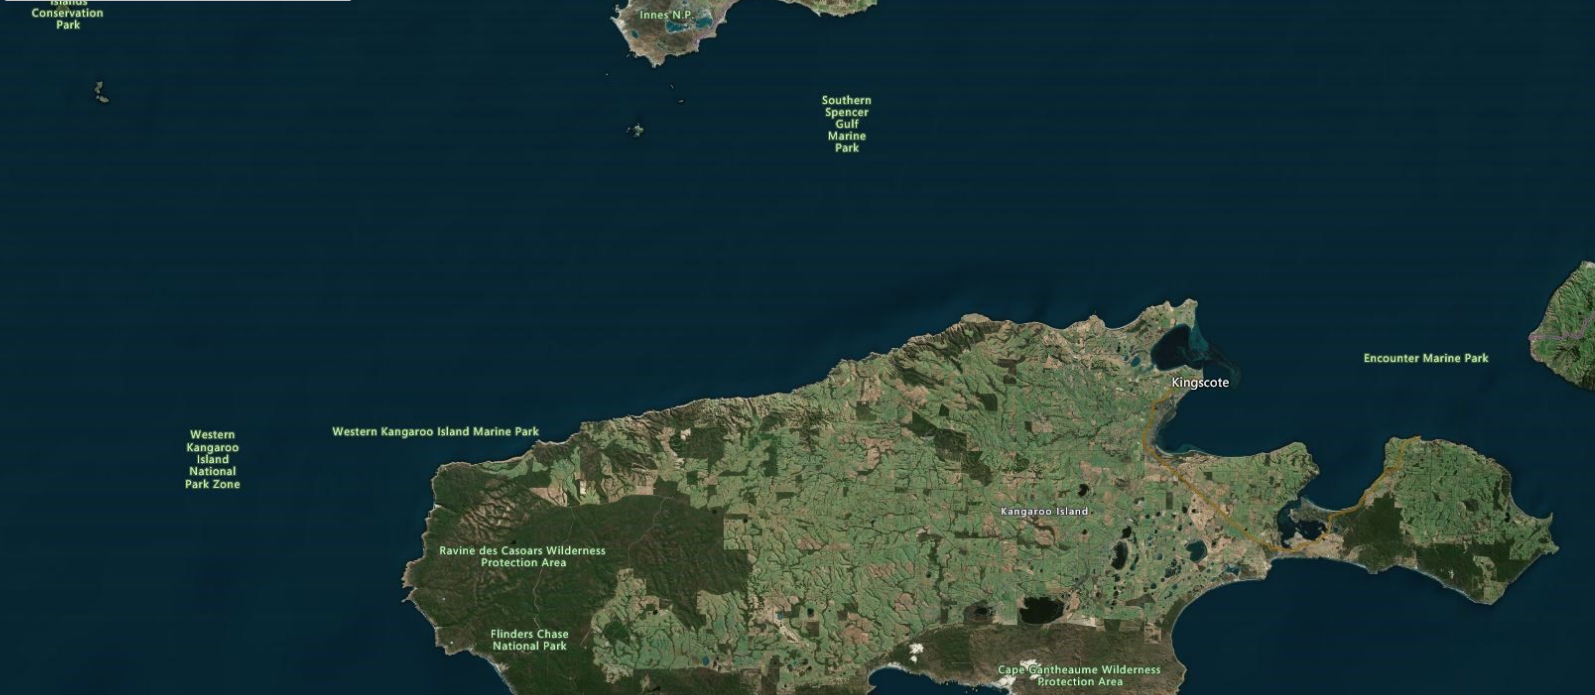 Islands
Conservation
Park
Innes N.P.
Southern
Spencer
Gulf
Marine
Park
Encounter Marine Park
Kingscote
Western Kangaroo Island Marine Park
Western
Kangaroo
Island
National
Park Zone
Kangaroo Island
Ravine des Casoars Wilderness
Protection Area
Flinders Chase
National Park
Cape Gantheaume Wilderness
Protection Area